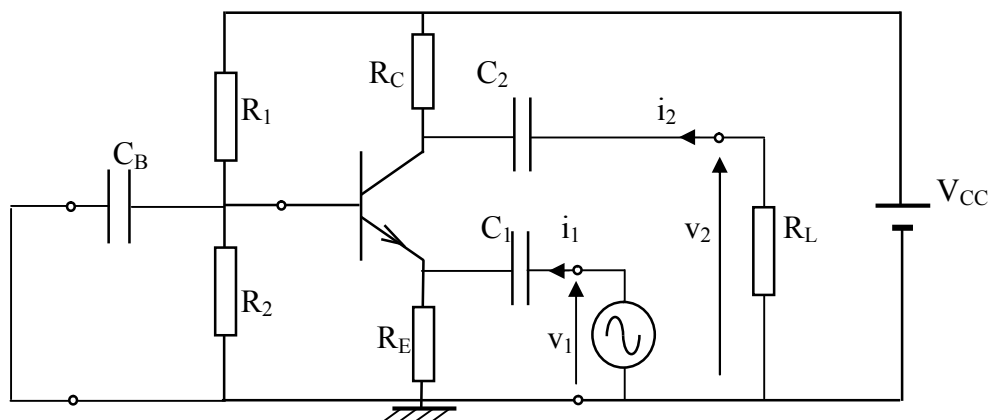 R_C
C_2
i_2
R_1
C_B
V_CC
v_2
R_L
C_1
i_1
R_2
R_E
v_1